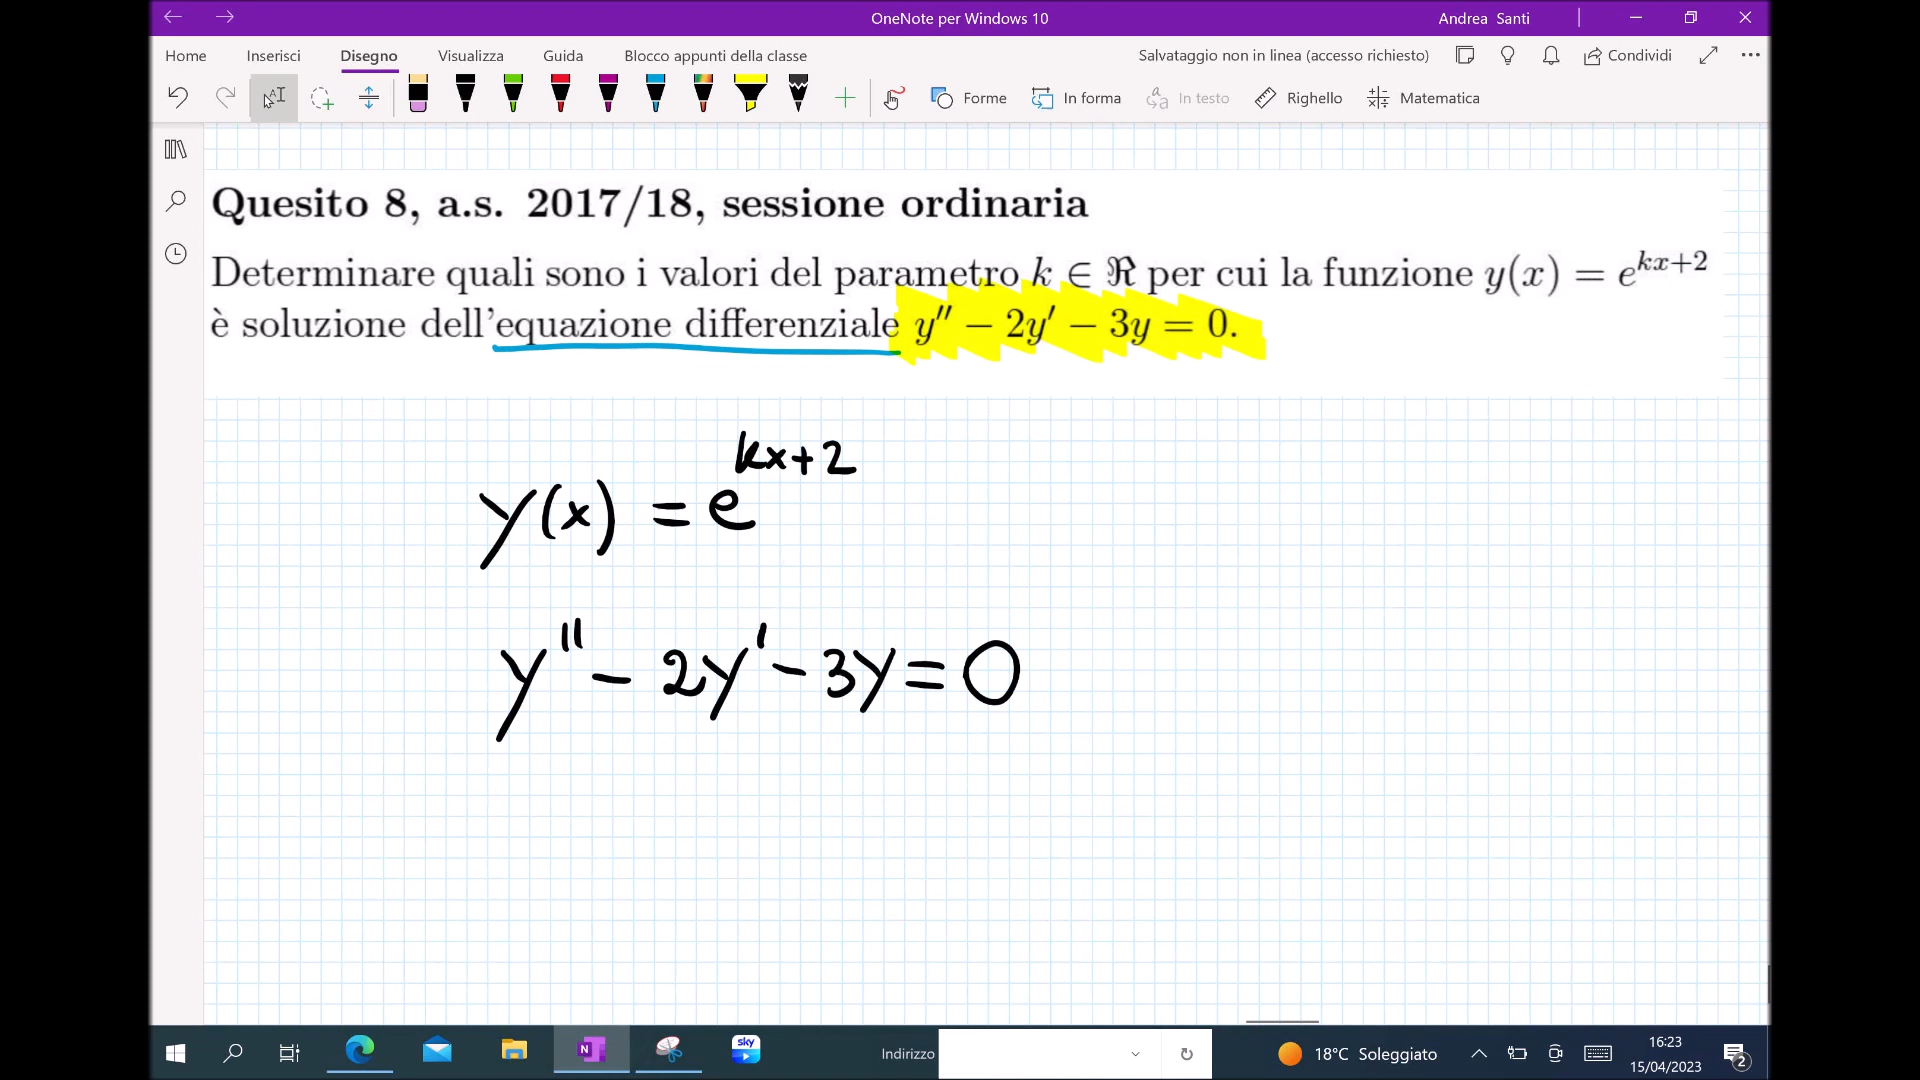 OneNote per Windows 10
Andrea Santi
Home Inserisci Disegno Visualizza Guida Blocco appunti della classe
Salvataggio non in linea (accesso richiesto) Condividi
Forme In forma In testo Righello Matematica
Quesito 8, a.s. 2017/18, sessione ordinaria
Determinare quali sono i valori del parametro k ∈ ℜ per cui la funzione y(x) = e^{kx+2}
è soluzione dell'equazione differenziale y'' − 2y' − 3y = 0.
y(x) = e^{kx+2}
y'' − 2y' − 3y = 0
sky
Indirizzo
18°C Soleggiato
16:23
15/04/2023
2